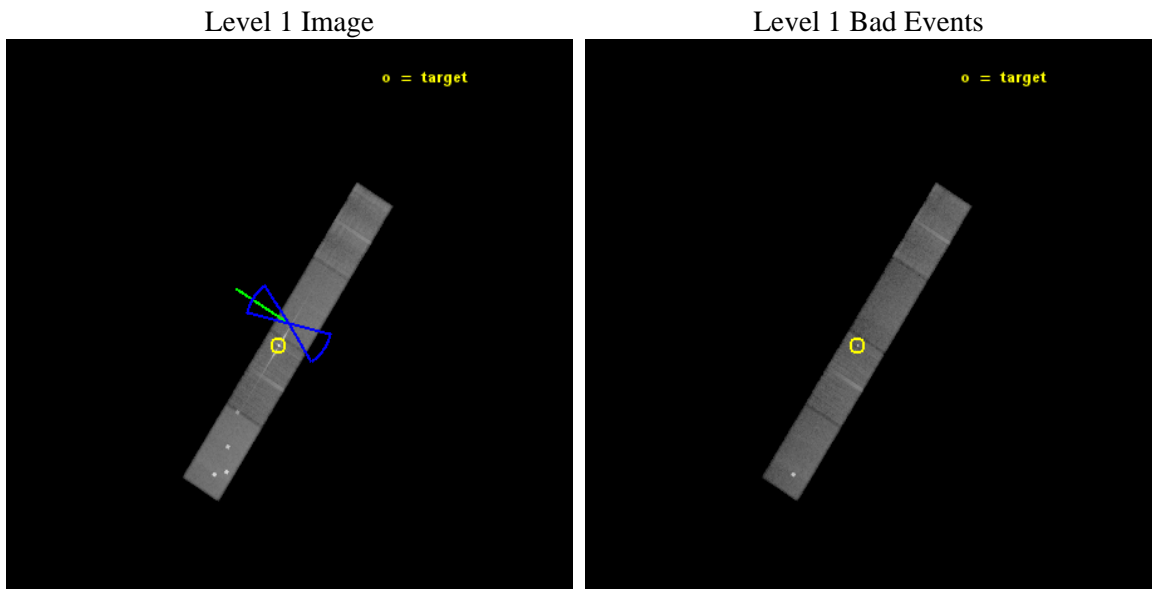 Level 1 Image
Level 1 Bad Events
o = target
o = target